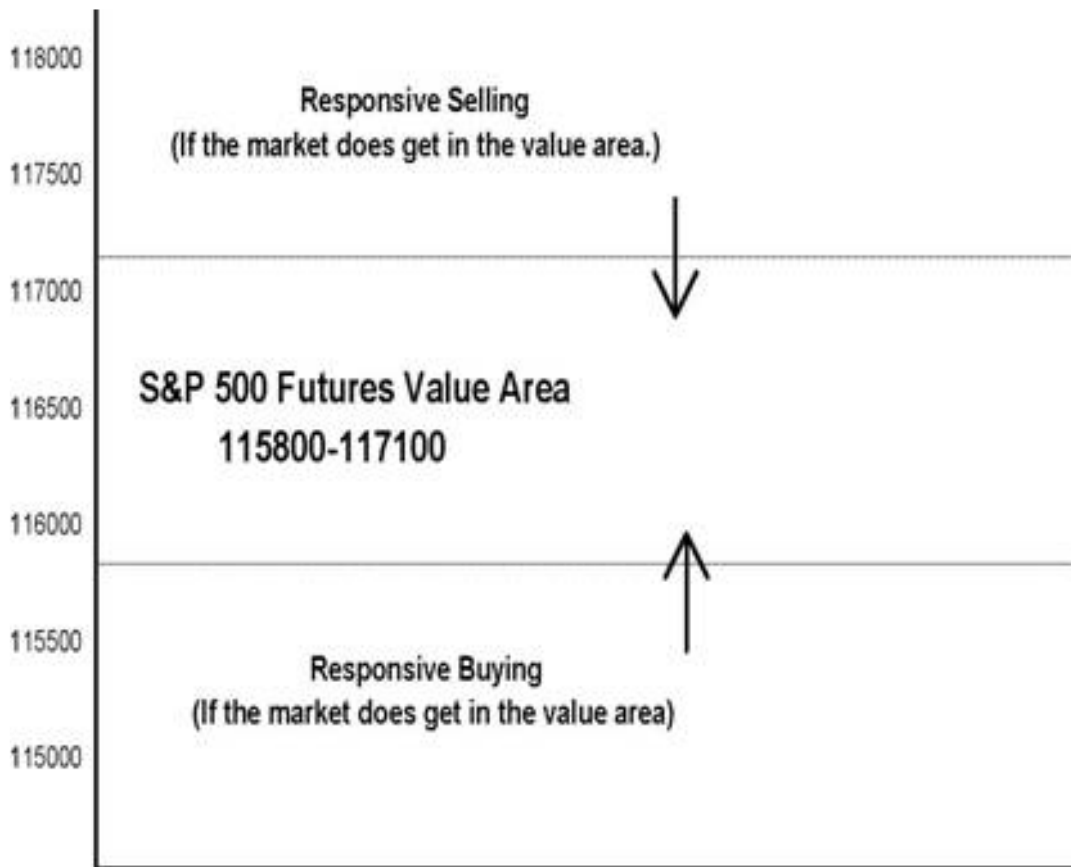 118000
Responsive Selling
(If the market does get in the value area.)
117500
117000
S&P 500 Futures Value Area
116500
115800-117100
116000
115500
Responsive Buying
(If the market does get in the value area)
115000